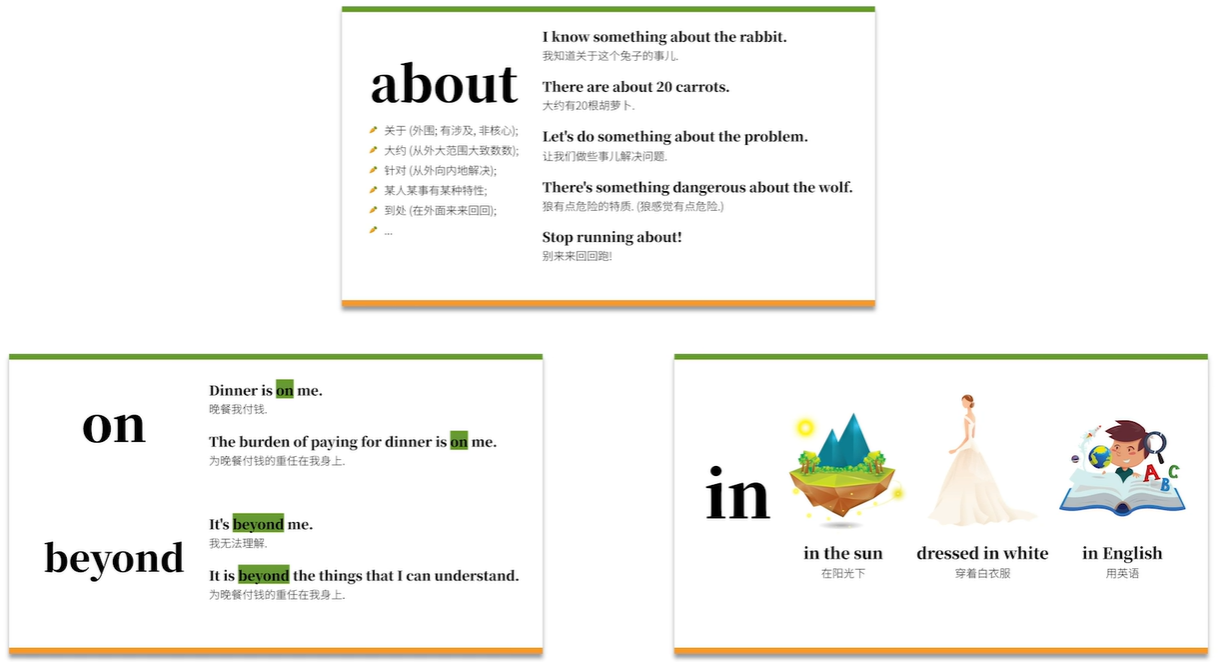 about
关于 (外围; 有涉及, 非核心);
大约 (从外大范围大致数数);
针对 (从外向内地解决);
某人某事有某种特性;
到处 (在外面来来回回);
...
I know something about the rabbit.
我知道关于这个兔子的事儿.
There are about 20 carrots.
大约有20根胡萝卜.
Let's do something about the problem.
让我们做些事儿解决问题.
There's something dangerous about the wolf.
狼有点危险的特质. (狼感觉有点危险.)
Stop running about!
别来来回回跑!
on
Dinner is on me.
晚餐我付钱.
The burden of paying for dinner is on me.
为晚餐付钱的重任在我身上.
beyond
It's beyond me.
我无法理解.
It is beyond the things that I can understand.
为晚餐付钱的重任在我身上.
in
A
B
C
in the sun
在阳光下
dressed in white
穿着白衣服
in English
用英语